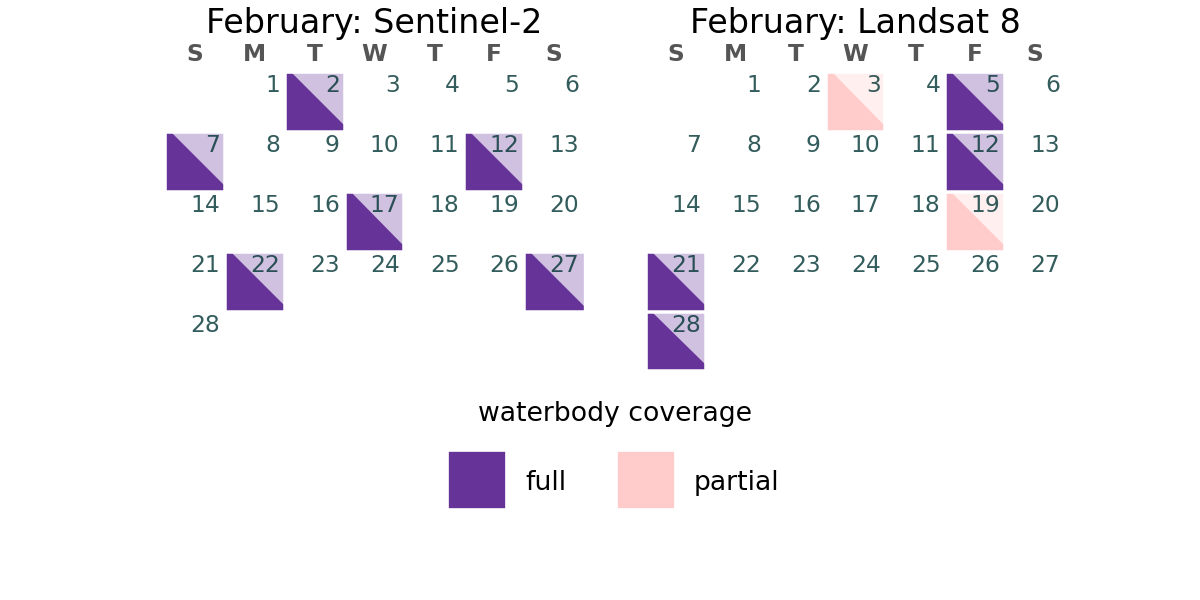 February: Sentinel-2
S M T W T F S
1 2 3 4 5 6
7 8 9 10 11 12 13
14 15 16 17 18 19 20
21 22 23 24 25 26 27
28
February: Landsat 8
S M T W T F S
1 2 3 4 5 6
7 8 9 10 11 12 13
14 15 16 17 18 19 20
21 22 23 24 25 26 27
28
waterbody coverage
full
partial